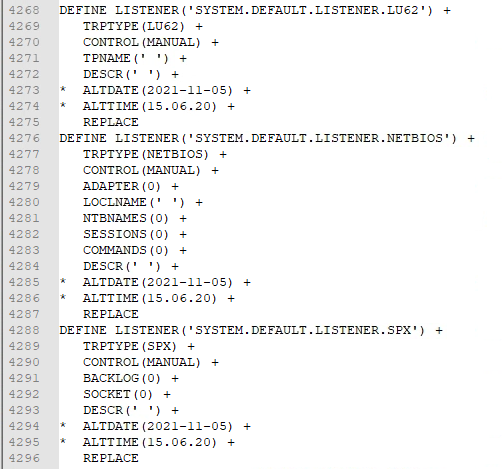 4268 DEFINE LISTENER('SYSTEM.DEFAULT.LISTENER.LU62') +
4269    TRPTYPE(LU62) +
4270    CONTROL(MANUAL) +
4271    TPNAME(' ') +
4272    DESCR(' ') +
4273 *  ALTDATE(2021-11-05) +
4274 *  ALTTIME(15.06.20) +
4275    REPLACE
4276 DEFINE LISTENER('SYSTEM.DEFAULT.LISTENER.NETBIOS') +
4277    TRPTYPE(NETBIOS) +
4278    CONTROL(MANUAL) +
4279    ADAPTER(0) +
4280    LOCLNAME(' ') +
4281    NTBNAMES(0) +
4282    SESSIONS(0) +
4283    COMMANDS(0) +
4284    DESCR(' ') +
4285 *  ALTDATE(2021-11-05) +
4286 *  ALTTIME(15.06.20) +
4287    REPLACE
4288 DEFINE LISTENER('SYSTEM.DEFAULT.LISTENER.SPX') +
4289    TRPTYPE(SPX) +
4290    CONTROL(MANUAL) +
4291    BACKLOG(0) +
4292    SOCKET(0) +
4293    DESCR(' ') +
4294 *  ALTDATE(2021-11-05) +
4295 *  ALTTIME(15.06.20) +
4296    REPLACE